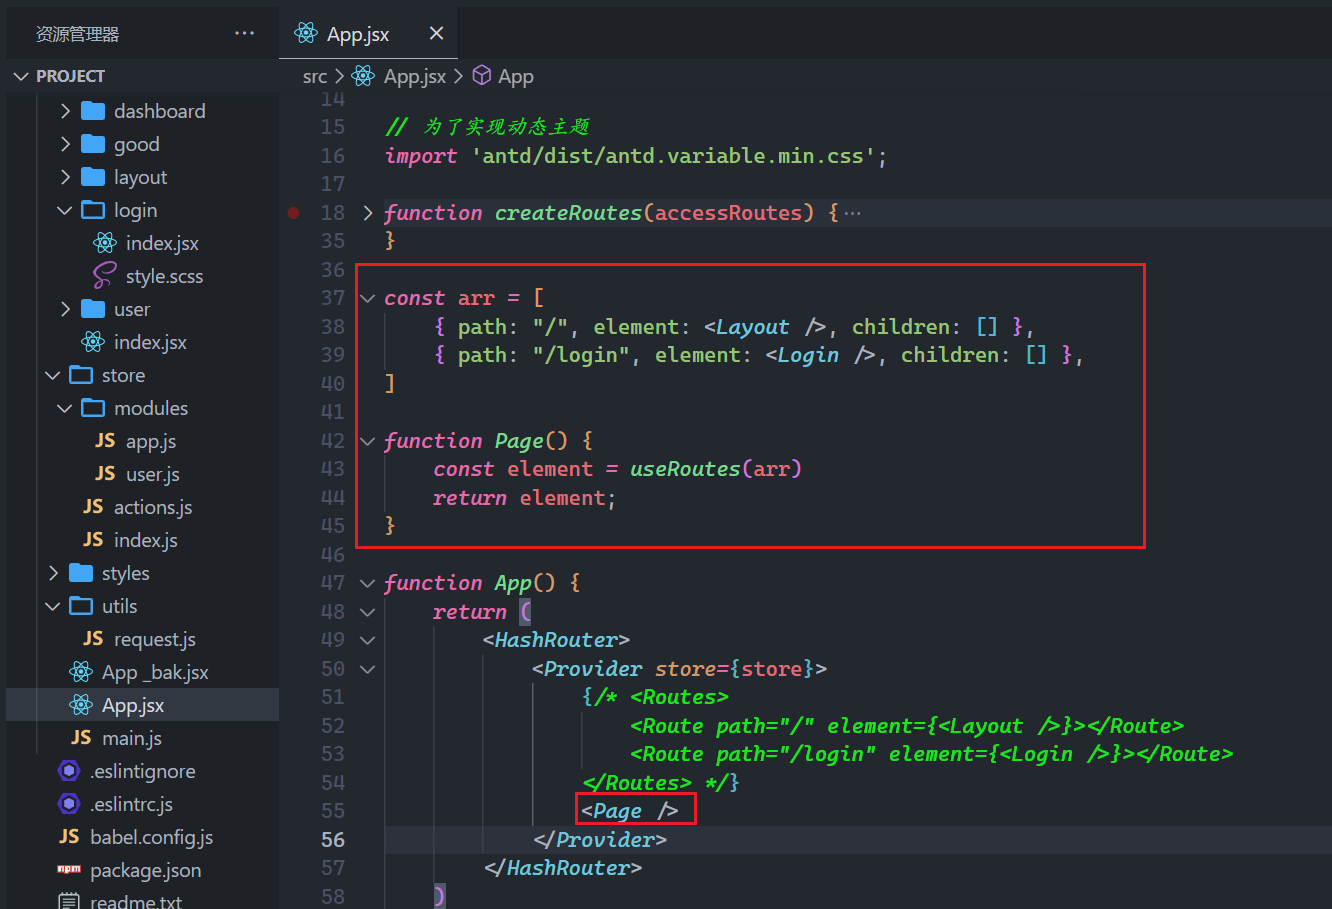 资源管理器 ···
PROJECT
dashboard
good
layout
login
index.jsx
style.scss
user
index.jsx
store
modules
JS app.js
JS user.js
JS actions.js
JS index.js
styles
utils
JS request.js
App _bak.jsx
App.jsx
JS main.js
.eslintignore
.eslintrc.js
JS babel.config.js
npm package.json
readme.txt
App.jsx
src > App.jsx > App
14
15 // 为了实现动态主题
16 import 'antd/dist/antd.variable.min.css';
17
18 function createRoutes(accessRoutes) {···
35 }
36
37 const arr = [
38 { path: "/", element: <Layout />, children: [] },
39 { path: "/login", element: <Login />, children: [] },
40 ]
41
42 function Page() {
43 const element = useRoutes(arr)
44 return element;
45 }
46
47 function App() {
48 return (
49 <HashRouter>
50 <Provider store={store}>
51 {/* <Routes>
52 <Route path="/" element={<Layout />}></Route>
53 <Route path="/login" element={<Login />}></Route>
54 </Routes> */}
55 <Page />
56 </Provider>
57 </HashRouter>
58 )